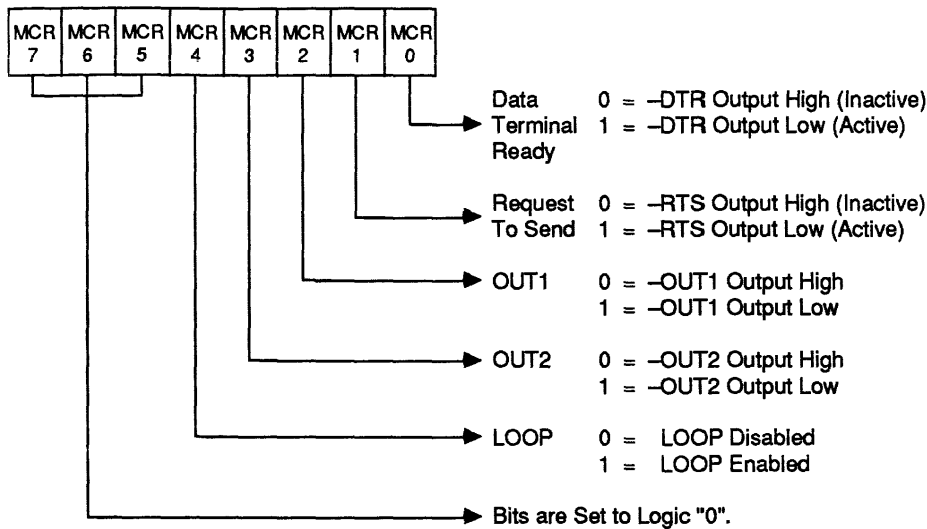 MCR MCR MCR MCR MCR MCR MCR MCR
7 6 5 4 3 2 1 0
Data 0 = –DTR Output High (Inactive)
Terminal 1 = –DTR Output Low (Active)
Ready
Request 0 = –RTS Output High (Inactive)
To Send 1 = –RTS Output Low (Active)
OUT1 0 = –OUT1 Output High
1 = –OUT1 Output Low
OUT2 0 = –OUT2 Output High
1 = –OUT2 Output Low
LOOP 0 = LOOP Disabled
1 = LOOP Enabled
Bits are Set to Logic "0".